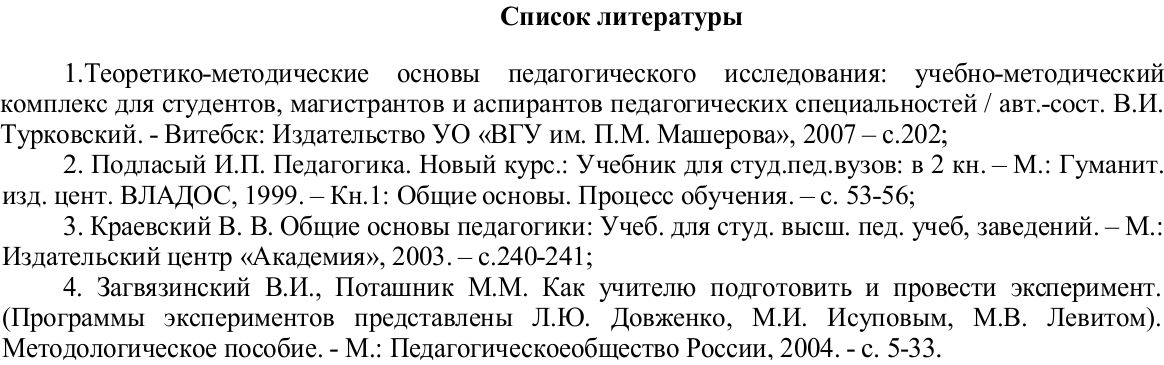 Список литературы
1.Теоретико-методические основы педагогического исследования: учебно-методический
комплекс для студентов, магистрантов и аспирантов педагогических специальностей / авт.-сост. В.И.
Турковский. - Витебск: Издательство УО «ВГУ им. П.М. Машерова», 2007 – с.202;
2. Подласый И.П. Педагогика. Новый курс.: Учебник для студ.пед.вузов: в 2 кн. – М.: Гуманит.
изд. цент. ВЛАДОС, 1999. – Кн.1: Общие основы. Процесс обучения. – с. 53-56;
3. Краевский В. В. Общие основы педагогики: Учеб. для студ. высш. пед. учеб, заведений. – М.:
Издательский центр «Академия», 2003. – с.240-241;
4. Загвязинский В.И., Поташник М.М. Как учителю подготовить и провести эксперимент.
(Программы экспериментов представлены Л.Ю. Довженко, М.И. Исуповым, М.В. Левитом).
Методологическое пособие. - М.: Педагогическоеобщество России, 2004. - с. 5-33.